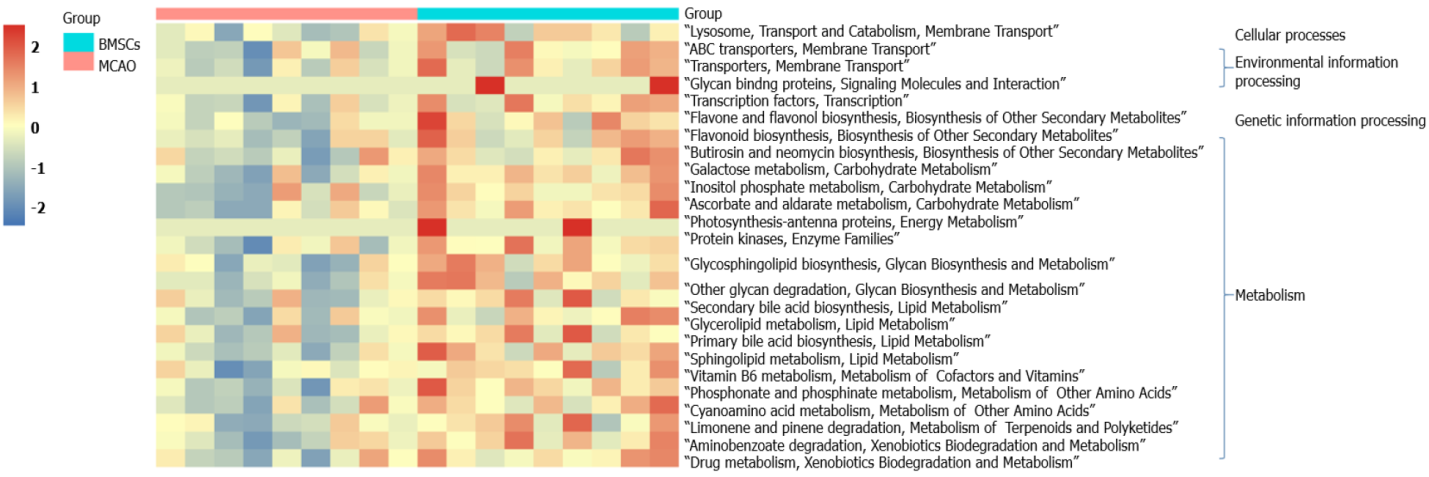 Group
BMSCs
MCAO
2
1
0
-1
-2
Group
“Lysosome, Transport and Catabolism, Membrane Transport”
“ABC transporters, Membrane Transport”
“Transporters, Membrane Transport”
“Glycan bindng proteins, Signaling Molecules and Interaction”
“Transcription factors, Transcription”
“Flavone and flavonol biosynthesis, Biosynthesis of Other Secondary Metabolites”
“Flavonoid biosynthesis, Biosynthesis of Other Secondary Metabolites”
“Butirosin and neomycin biosynthesis, Biosynthesis of Other Secondary Metabolites”
“Galactose metabolism, Carbohydrate Metabolism”
“Inositol phosphate metabolism, Carbohydrate Metabolism”
“Ascorbate and aldarate metabolism, Carbohydrate Metabolism”
“Photosynthesis-antenna proteins, Energy Metabolism”
“Protein kinases, Enzyme Families”
“Glycosphingolipid biosynthesis, Glycan Biosynthesis and Metabolism”
“Other glycan degradation, Glycan Biosynthesis and Metabolism”
“Secondary bile acid biosynthesis, Lipid Metabolism”
“Glycerolipid metabolism, Lipid Metabolism”
“Primary bile acid biosynthesis, Lipid Metabolism”
“Sphingolipid metabolism, Lipid Metabolism”
“Vitamin B6 metabolism, Metabolism of Cofactors and Vitamins”
“Phosphonate and phosphinate metabolism, Metabolism of Other Amino Acids”
“Cyanoamino acid metabolism, Metabolism of Other Amino Acids”
“Limonene and pinene degradation, Metabolism of Terpenoids and Polyketides”
“Aminobenzoate degradation, Xenobiotics Biodegradation and Metabolism”
“Drug metabolism, Xenobiotics Biodegradation and Metabolism”
Cellular processes
Environmental information
processing
Genetic information processing
Metabolism